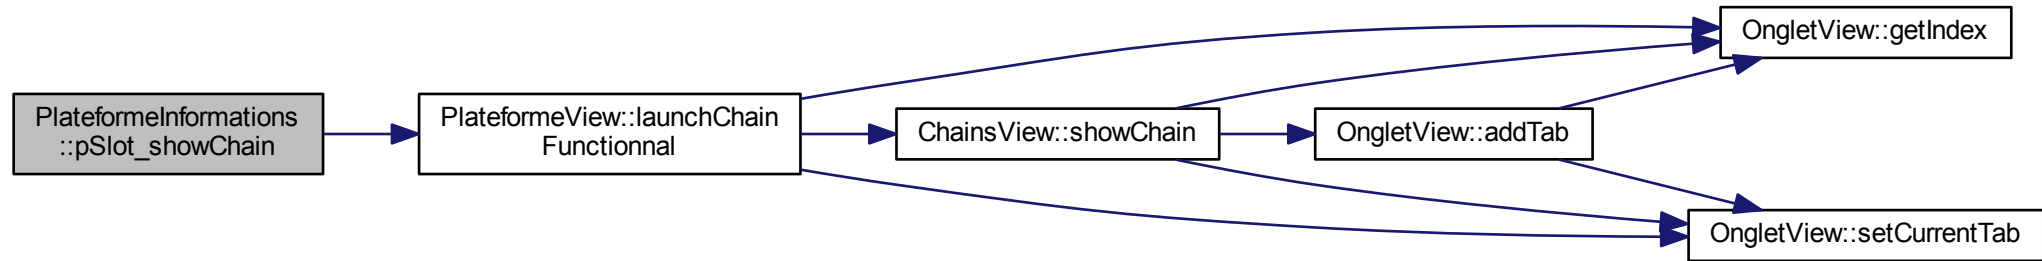 PlateformeInformations
::pSlot_showChain
PlateformeView::launchChain
Functionnal
ChainsView::showChain
OngletView::addTab
OngletView::getIndex
OngletView::setCurrentTab